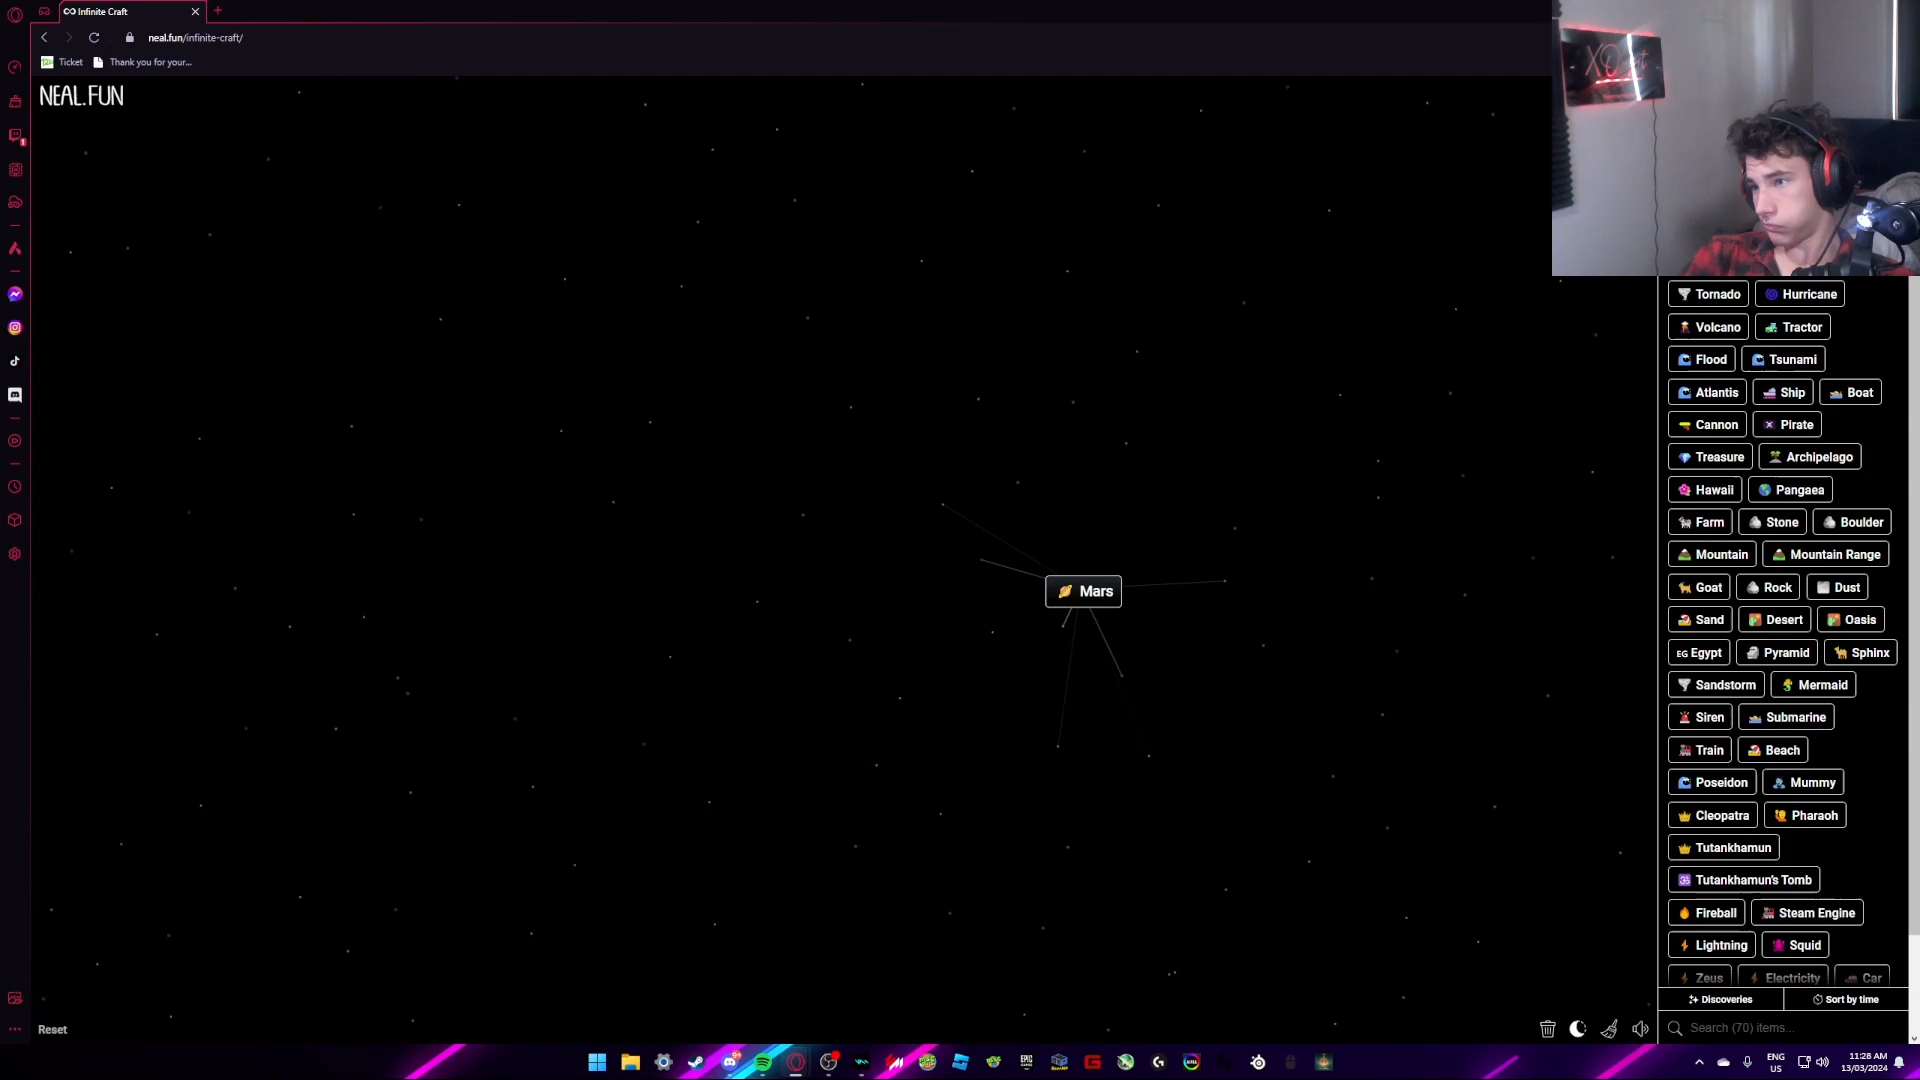 Infinite Craft
neal.fun/infinite-craft/
Ticket Thank you for your...
NEAL.FUN
Mars
Tornado Hurricane
Volcano Tractor
Flood Tsunami
Atlantis Ship Boat
Cannon Pirate
Treasure Archipelago
Hawaii Pangaea
Farm Stone Boulder
Mountain Mountain Range
Goat Rock Dust
Sand Desert Oasis
EG Egypt Pyramid Sphinx
Sandstorm Mermaid
Siren Submarine
Train Beach
Poseidon Mummy
Cleopatra Pharaoh
Tutankhamun
Tutankhamun's Tomb
Fireball Steam Engine
Lightning Squid
Zeus Electricity Car
Discoveries Sort by time
Search (70) items...
Reset
ENG
US
11:28 AM
13/03/2024